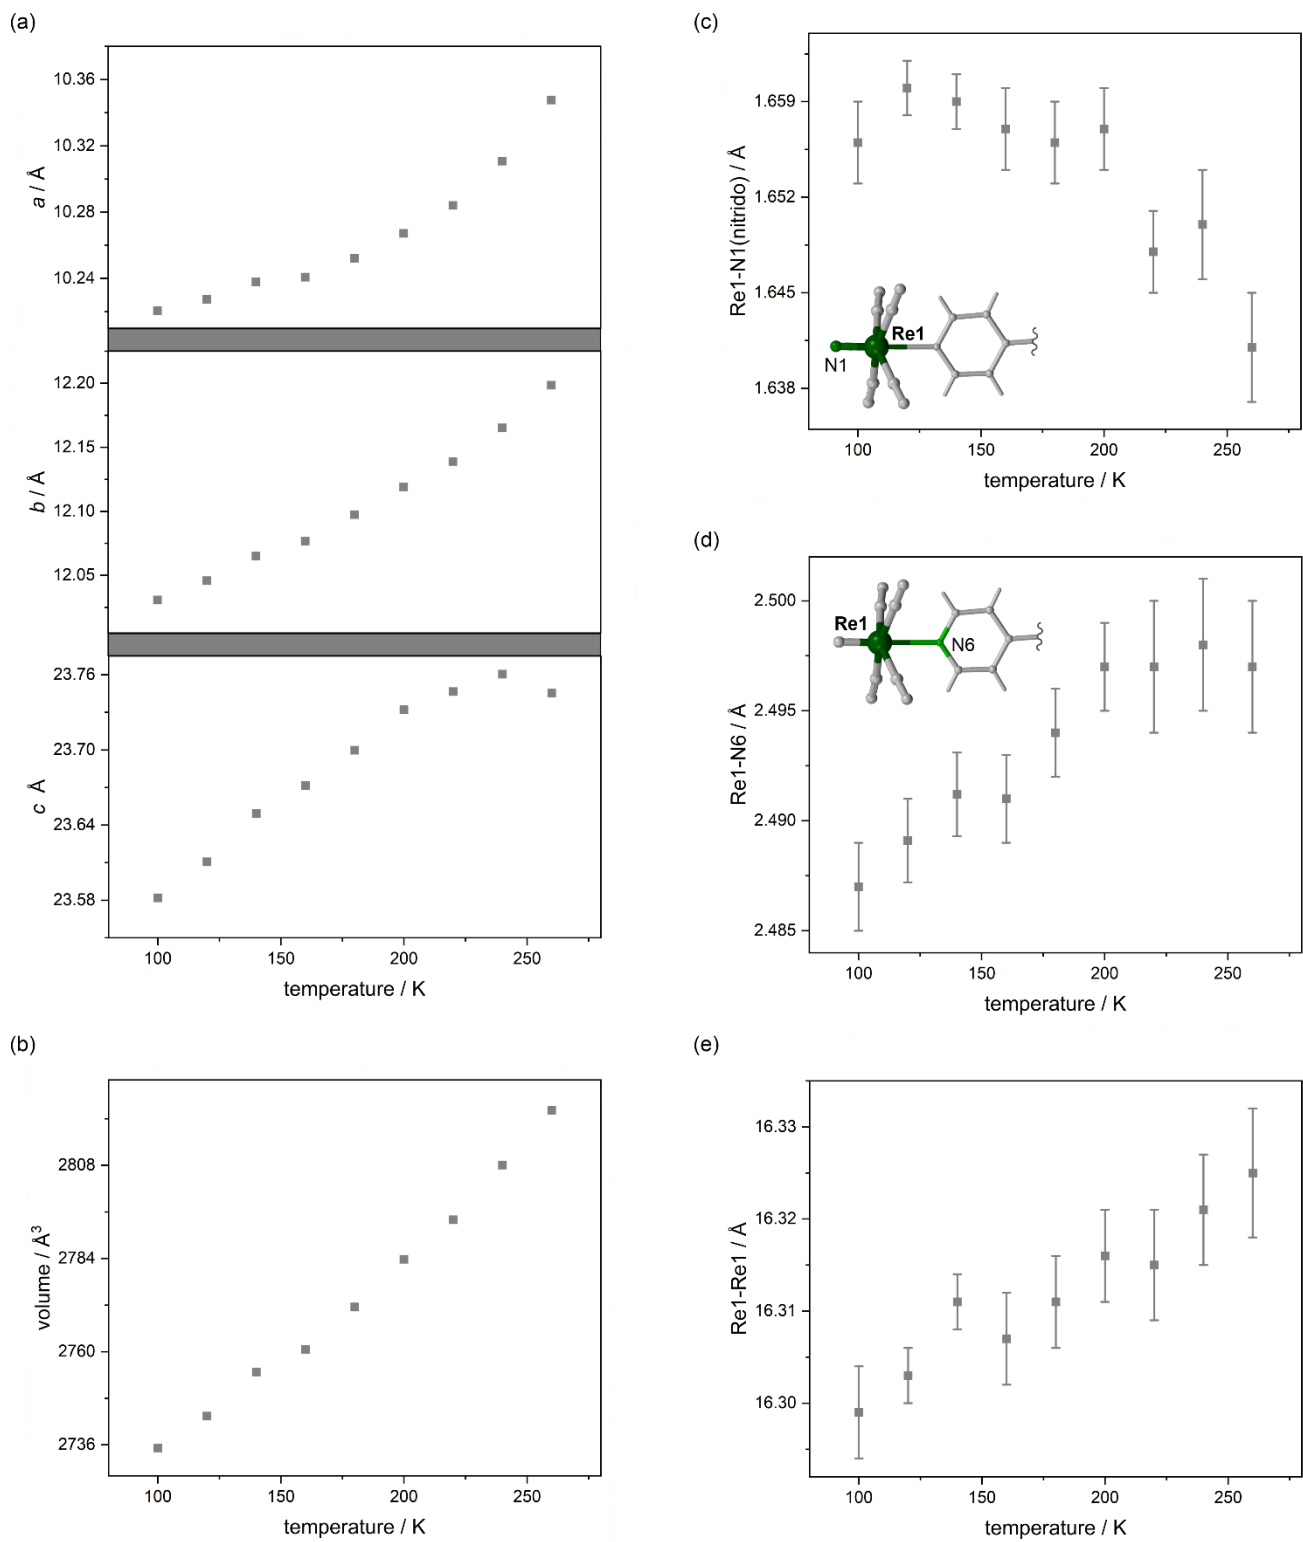 (a)
10.36
10.32
10.28
10.24
a / Å
12.20
12.15
12.10
12.05
b / Å
23.76
23.70
23.64
23.58
c Å
100 150 200 250
temperature / K
(b)
2808
2784
2760
2736
volume / Å³
100 150 200 250
temperature / K
(c)
1.659
1.652
1.645
1.638
Re1-N1(nitrido) / Å
Re1
N1
100 150 200 250
temperature / K
(d)
2.500
2.495
2.490
2.485
Re1-N6 / Å
Re1
N6
100 150 200 250
temperature / K
(e)
16.33
16.32
16.31
16.30
Re1-Re1 / Å
100 150 200 250
temperature / K